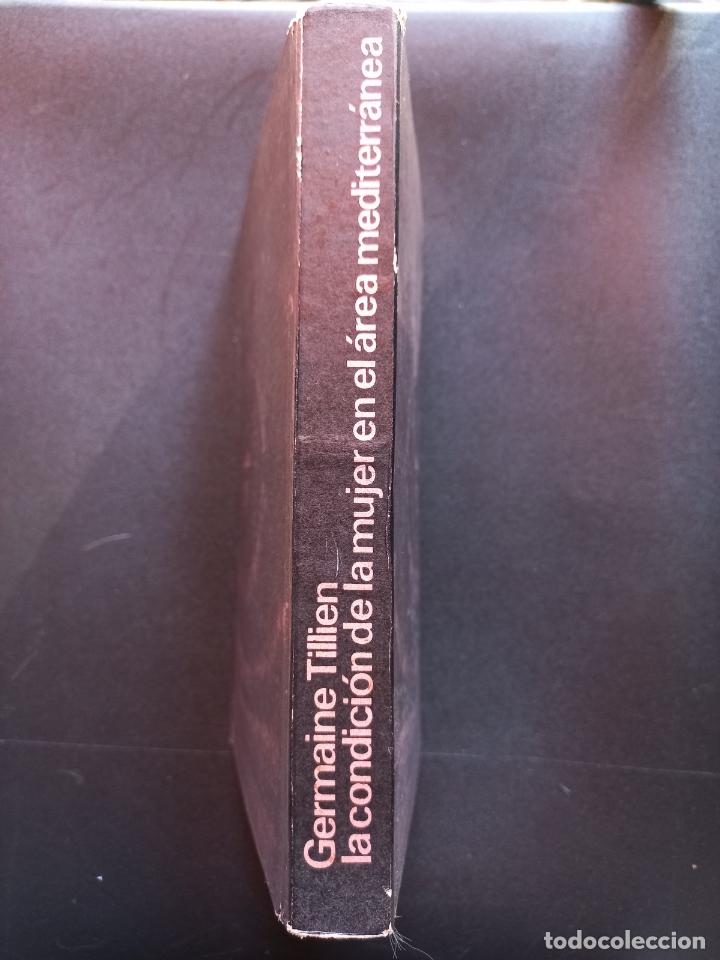 Germaine Tillien
la condición de la mujer en el área mediterránea
todocoleccion